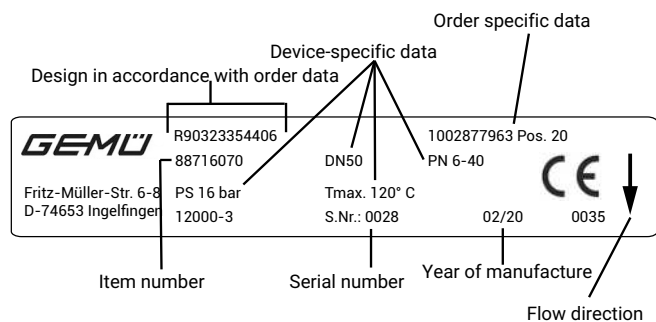 Order specific data
Device-specific data
Design in accordance with order data
GEMÜ
R90323354406
1002877963 Pos. 20
88716070
DN50
PN 6-40
CE
Fritz-Müller-Str. 6-8
PS 16 bar
Tmax. 120° C
D-74653 Ingelfingen
12000-3
S.Nr.: 0028
02/20
0035
Item number
Serial number
Year of manufacture
Flow direction